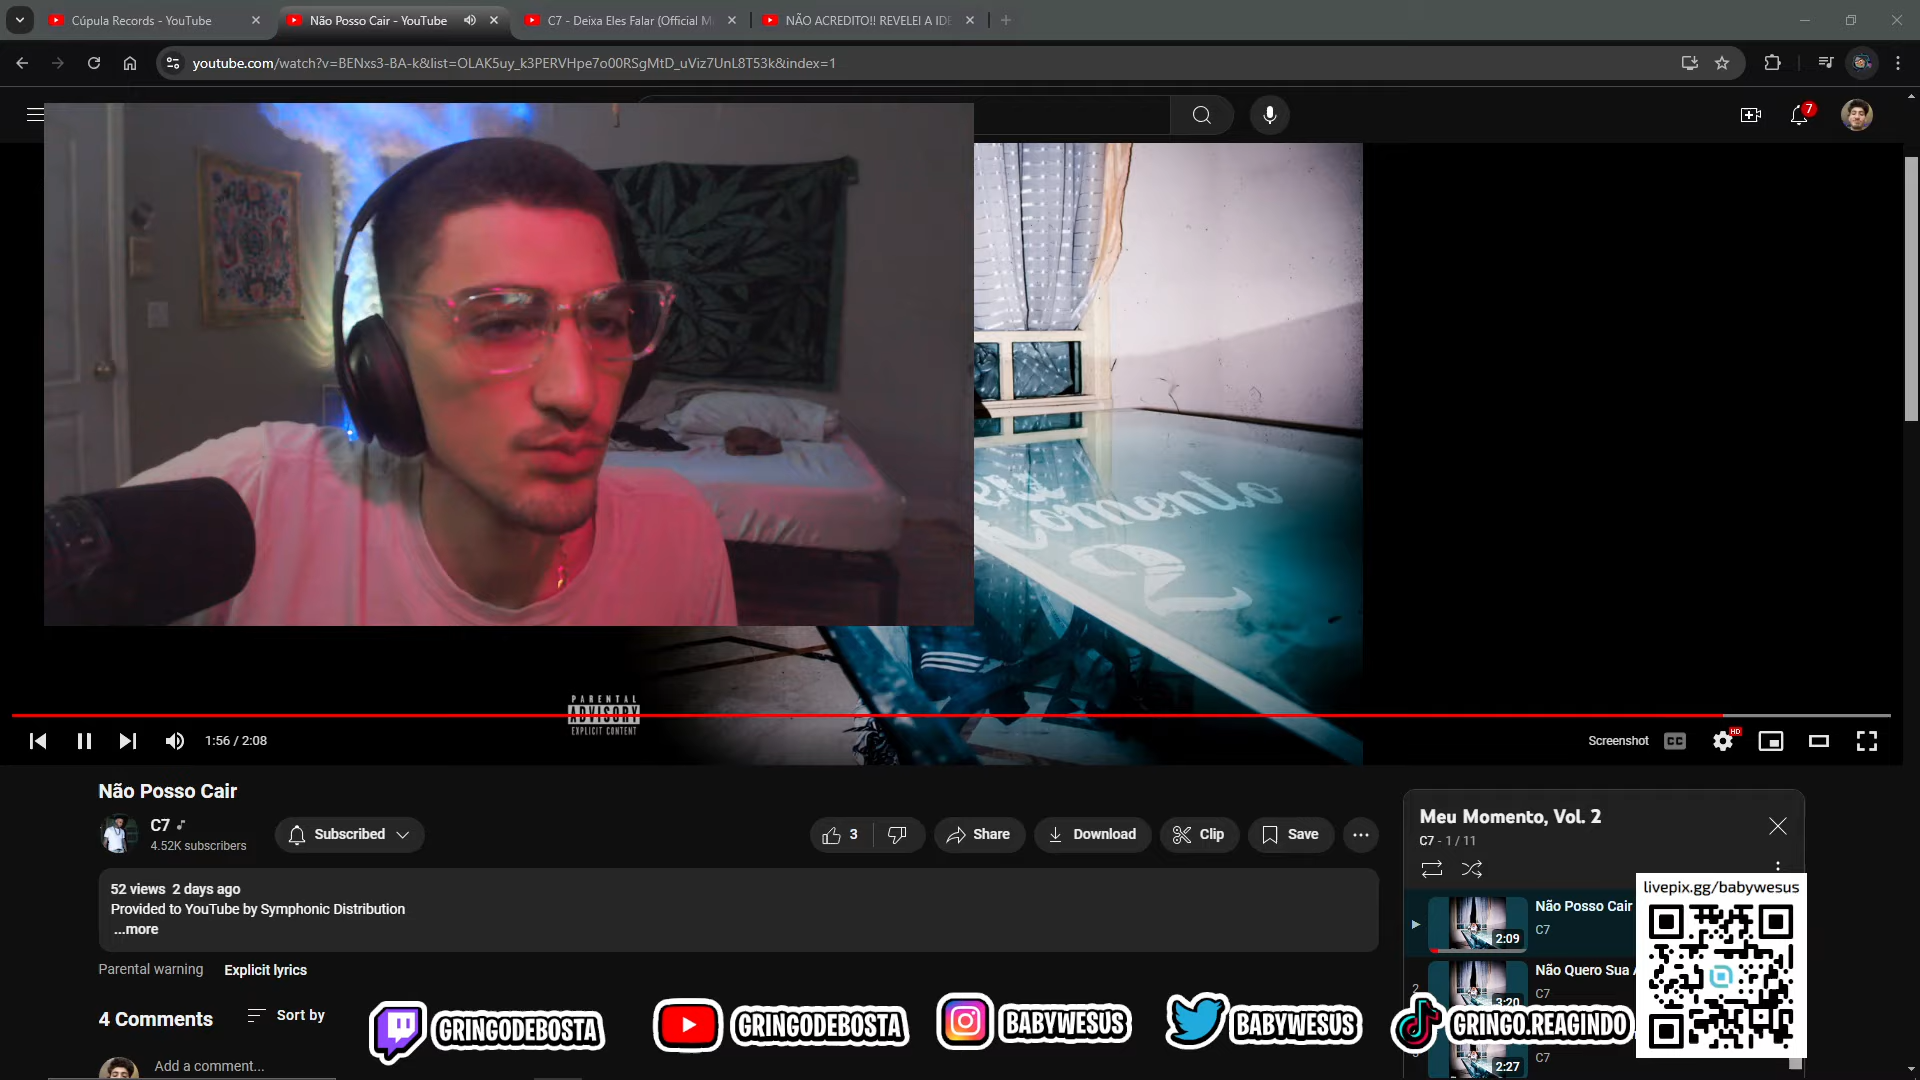 Cúpula Records - YouTube
Não Posso Cair - YouTube
C7 - Deixa Eles Falar (Official M
NÃO ACREDITO!! REVELEI A IDE
youtube.com/watch?v=BENxs3-BA-k&list=OLAK5uy_k3PERVHpe7o00RSgMtD_uViz7UnL8T53k&index=1
7
Momento
2
PARENTAL
ADVISORY
EXPLICIT CONTENT
1:56 / 2:08
Screenshot
CC
HD
Não Posso Cair
C7
4.52K subscribers
Subscribed
3
Share
Download
Clip
Save
52 views 2 days ago
Provided to YouTube by Symphonic Distribution
...more
Parental warning
Explicit lyrics
4 Comments
Sort by
Add a comment...
Meu Momento, Vol. 2
C7 - 1 / 11
Não Posso Cair
C7
2:09
2
Não Quero Sua
C7
3:20
C7
2:27
livepix.gg/babywesus
GRINGODEBOSTA
GRINGODEBOSTA
BABYWESUS
BABYWESUS
GRINGO.REAGINDO